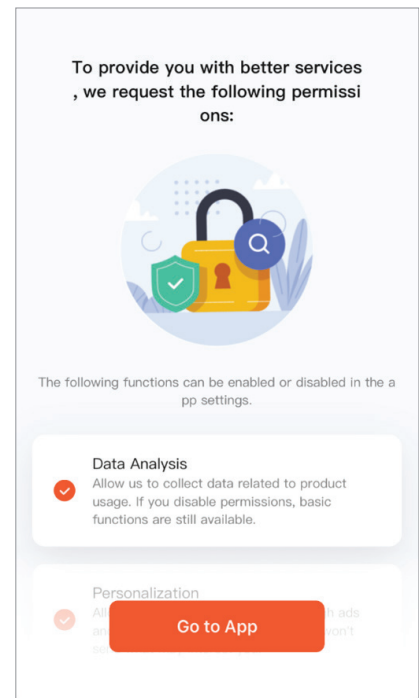 To provide you with better services
, we request the following permissi
ons:
The following functions can be enabled or disabled in the a
pp settings.
Data Analysis
Allow us to collect data related to product
usage. If you disable permissions, basic
functions are still available.
Personalization
Go to App